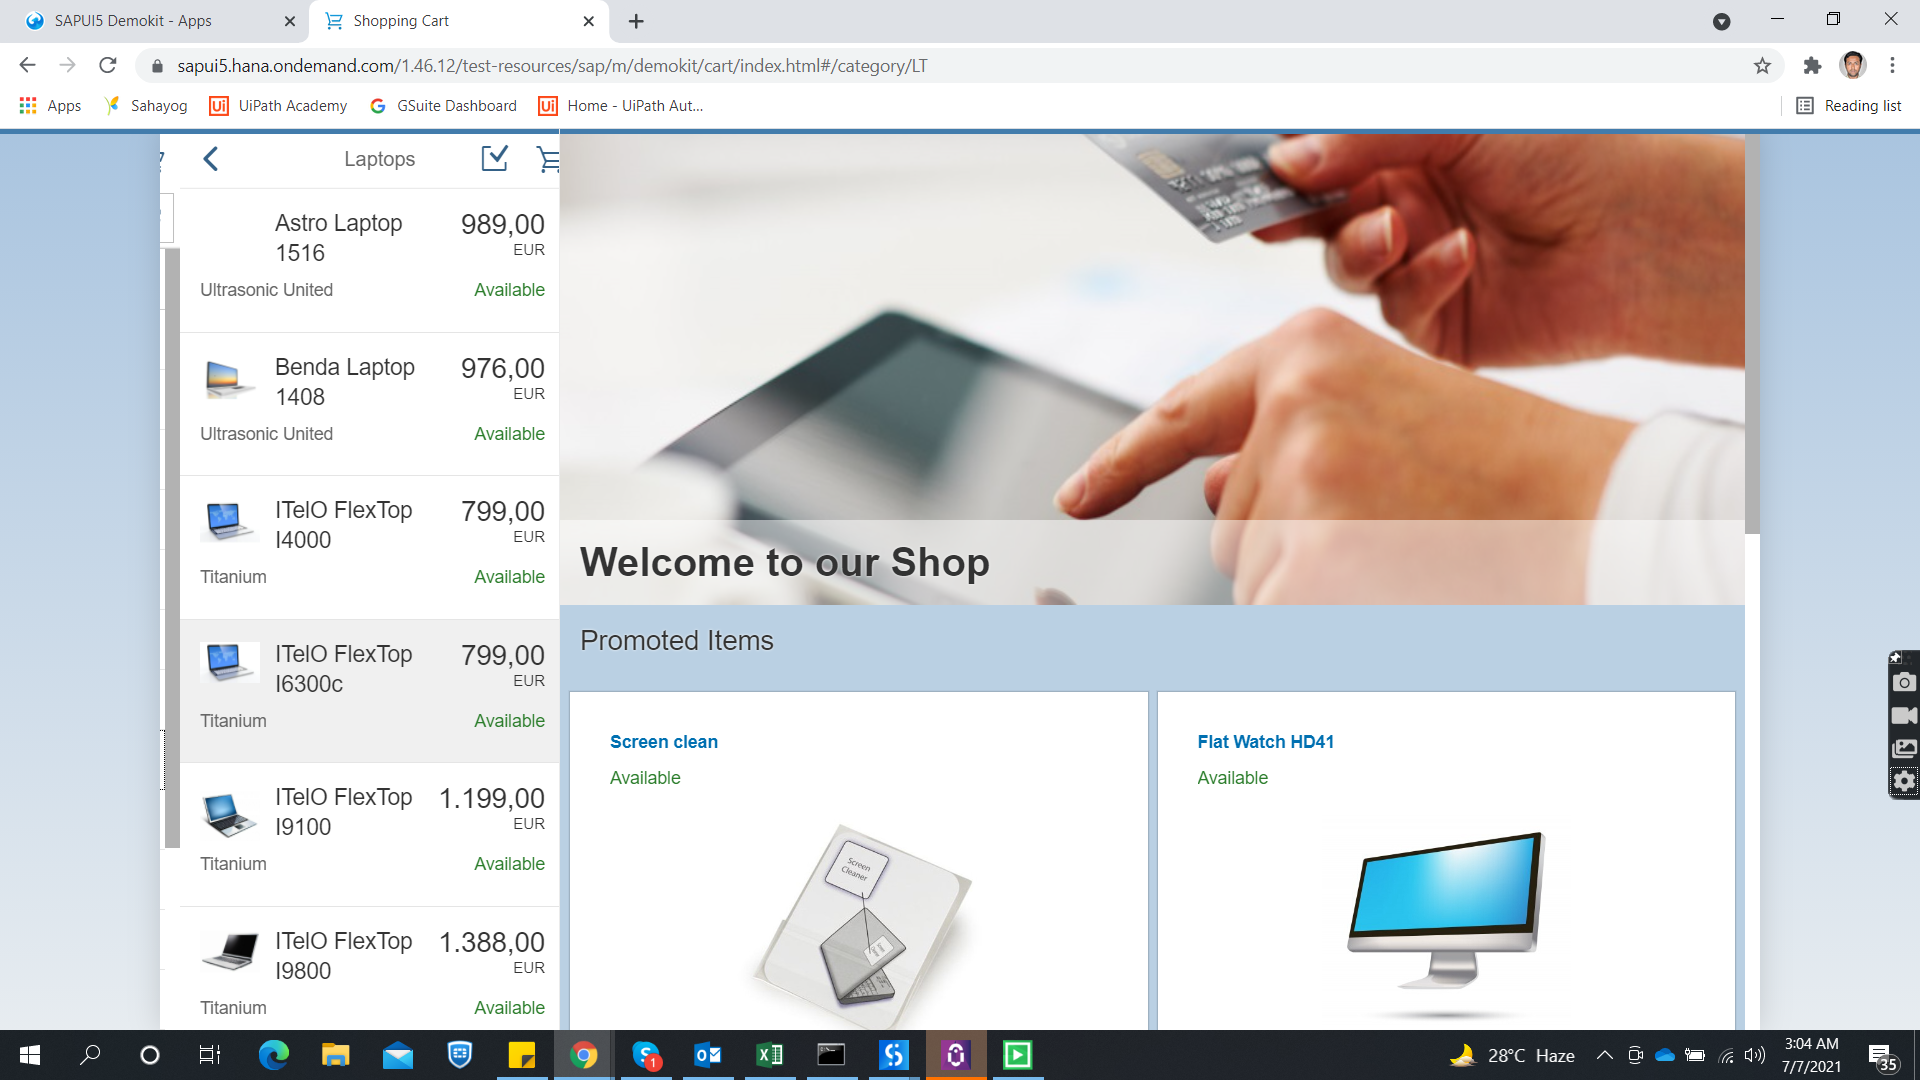 SAPUI5 Demokit - Apps
Shopping Cart
sapui5.hana.ondemand.com/1.46.12/test-resources/sap/m/demokit/cart/index.html#/category/LT
Apps
Sahayog
UiPath Academy
GSuite Dashboard
Home - UiPath Aut...
Reading list
Laptops
Astro Laptop 1516
989,00
EUR
Ultrasonic United
Available
Benda Laptop 1408
976,00
EUR
Ultrasonic United
Available
ITelO FlexTop I4000
799,00
EUR
Titanium
Available
ITelO FlexTop I6300c
799,00
EUR
Titanium
Available
ITelO FlexTop I9100
1.199,00
EUR
Titanium
Available
ITelO FlexTop I9800
1.388,00
EUR
Titanium
Available
Welcome to our Shop
Promoted Items
Screen clean
Available
Screen Cleaner
Flat Watch HD41
Available
1
28°C Haze
3:04 AM
7/7/2021
35